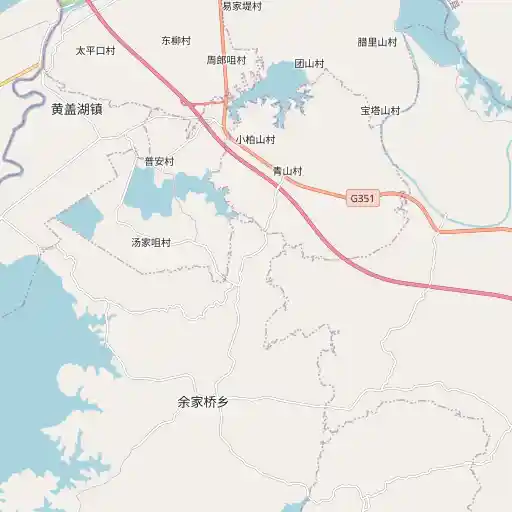 易家堤村
东柳村
腊里山村
太平口村
周郎咀村
团山村
黄盖湖镇
宝塔山村
小柏山村
普安村
青山村
G351
汤家咀村
余家桥乡